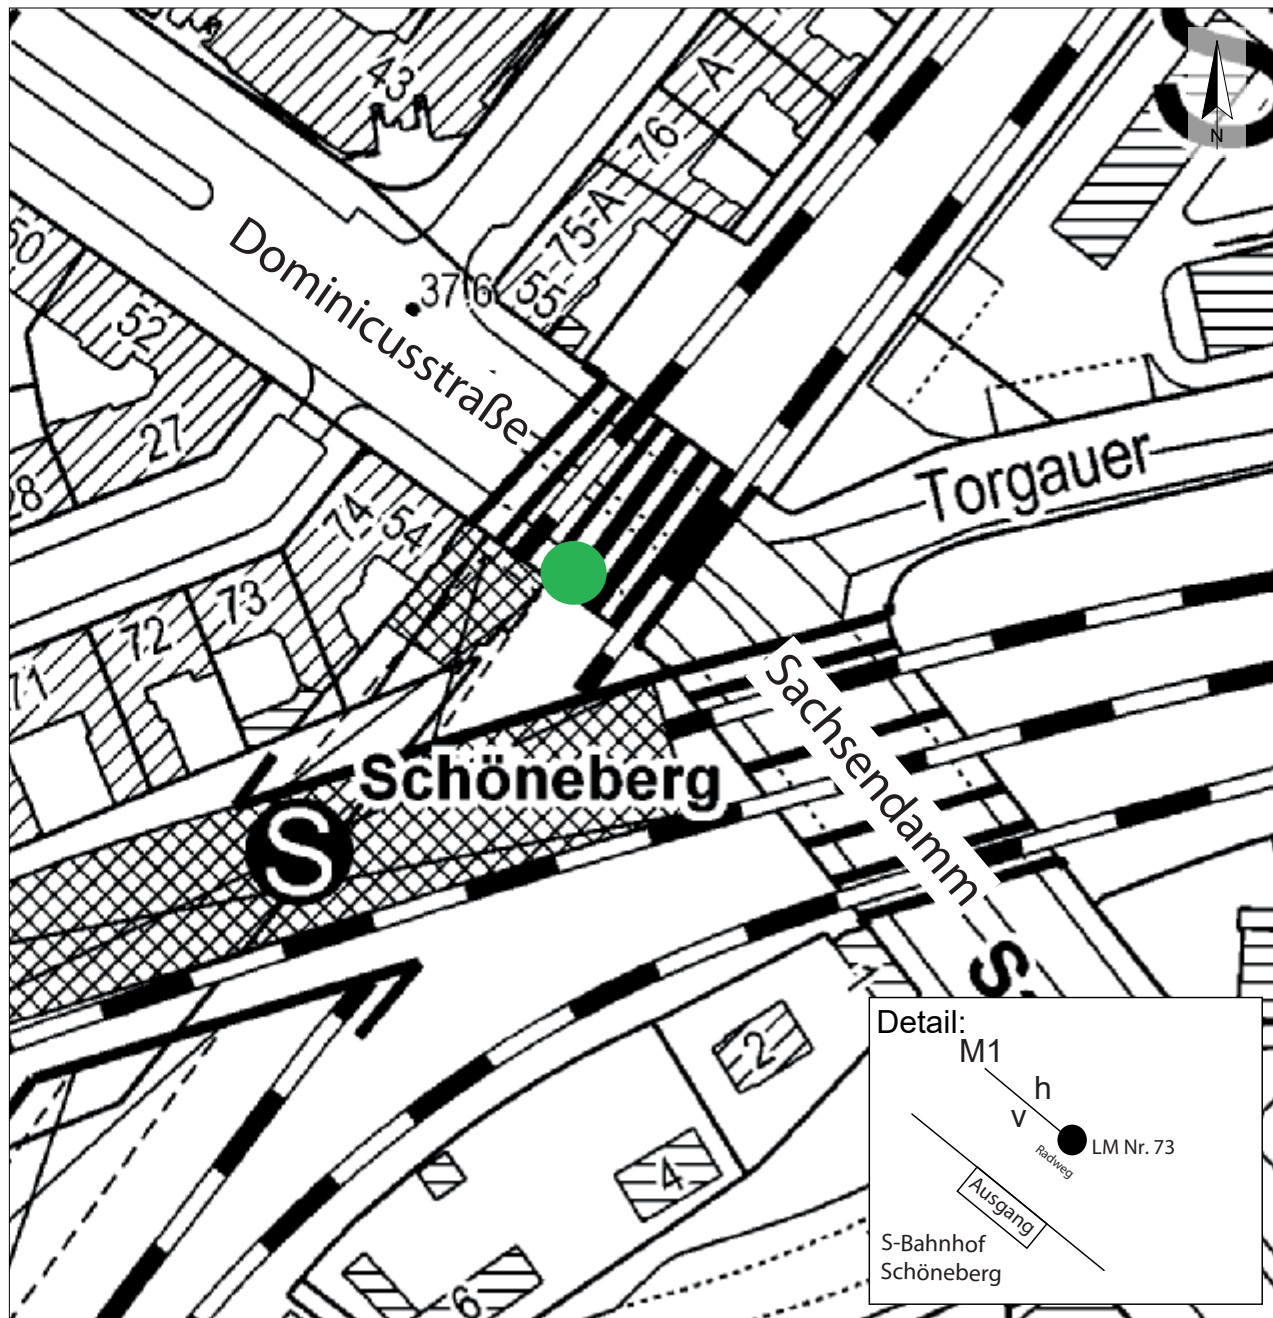 43
A
N
76
75-A
55
50
Dominicusstraße
37,6
52
27
28
Torgauer
74
54
73
72
71
Sachsendamm
Schöneberg
S
1
2
4
6
Detail:
M1
h
v
LM Nr. 73
Radweg
Ausgang
S-Bahnhof
Schöneberg